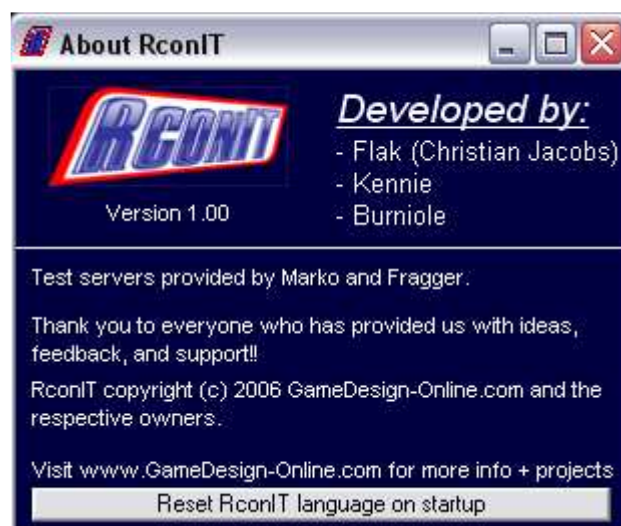 About RconIT
RCONIT
Version 1.00
Developed by:
- Flak (Christian Jacobs)
- Kennie
- Burniole
Test servers provided by Marko and Fragger.
Thank you to everyone who has provided us with ideas,
feedback, and support!!
RconIT copyright (c) 2006 GameDesign-Online.com and the
respective owners.
Visit www.GameDesign-Online.com for more info + projects
Reset RconIT language on startup